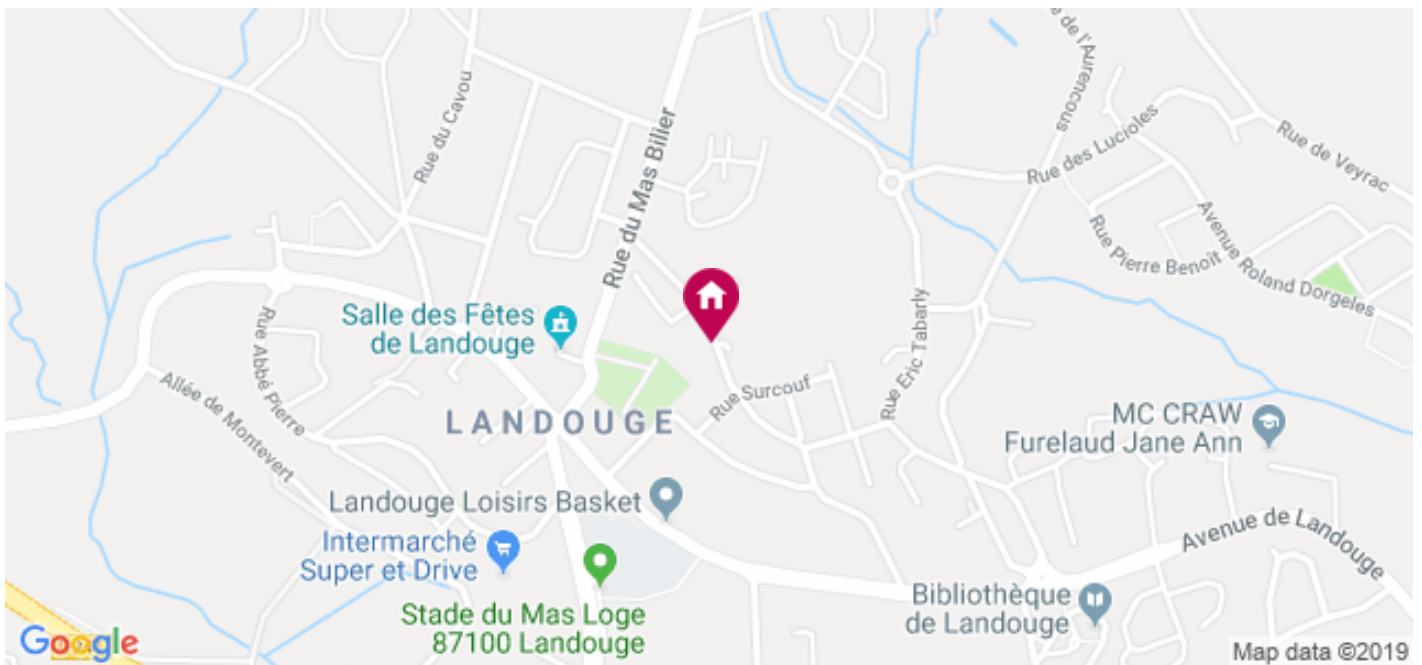 Rue de l'Aurencous
Rue du Cavou
Rue des Lucioles
Rue du Mas Bilier
Rue de Veyrac
Avenue Roland Dorgeles
Rue Pierre Benoît
Salle des Fêtes
de Landouge
Rue Eric Tabarly
Rue Abbé Pierre
Allée de Montevert
Rue Surcouf
LANDOUGE
MC CRAW
Furelaud Jane Ann
Landouge Loisirs Basket
Intermarché
Super et Drive
Avenue de Landouge
Stade du Mas Loge
87100 Landouge
Bibliothèque
de Landouge
Google
Map data ©2019